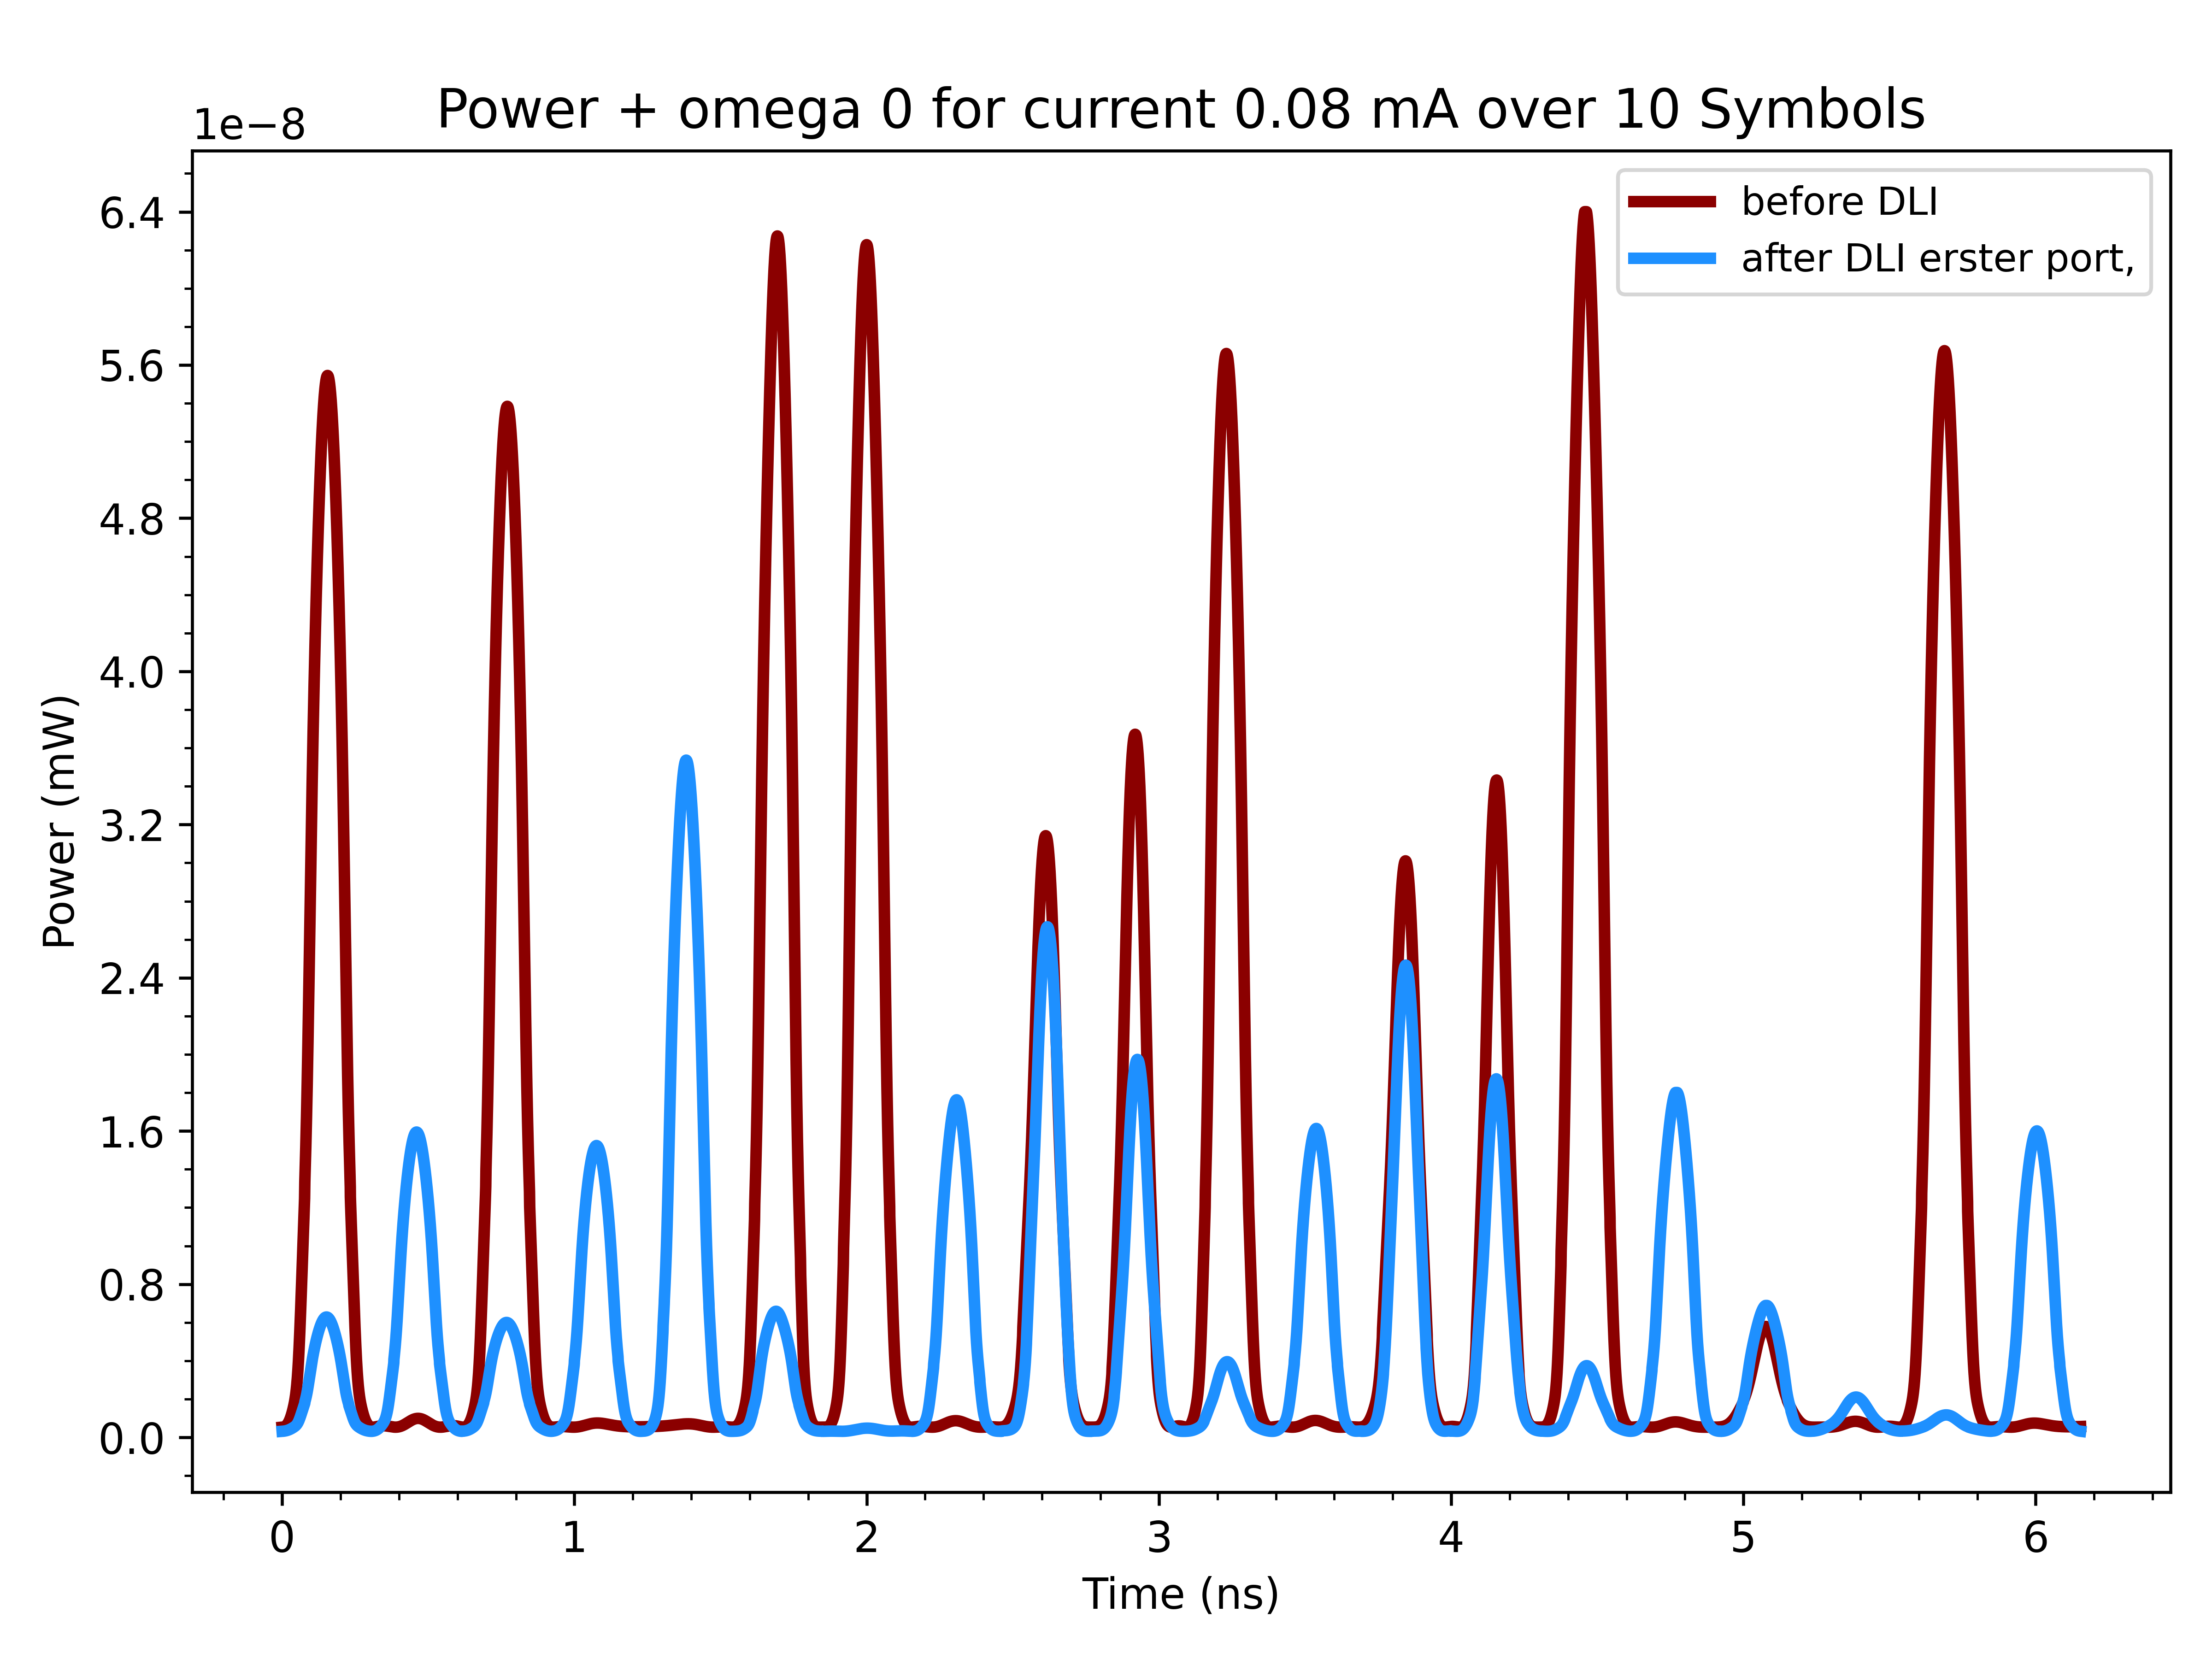 Power + omega 0 for current 0.08 mA over 10 Symbols
1e−8
before DLI
after DLI erster port,
6.4
5.6
4.8
4.0
3.2
2.4
1.6
0.8
0.0
Power (mW)
0 1 2 3 4 5 6
Time (ns)